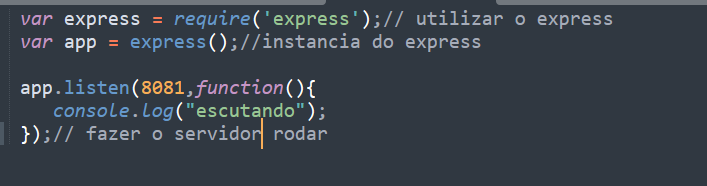 var express = require('express');// utilizar o express
var app = express();//instancia do express
app.listen(8081,function(){
console.log("escutando");
});// fazer o servidor rodar